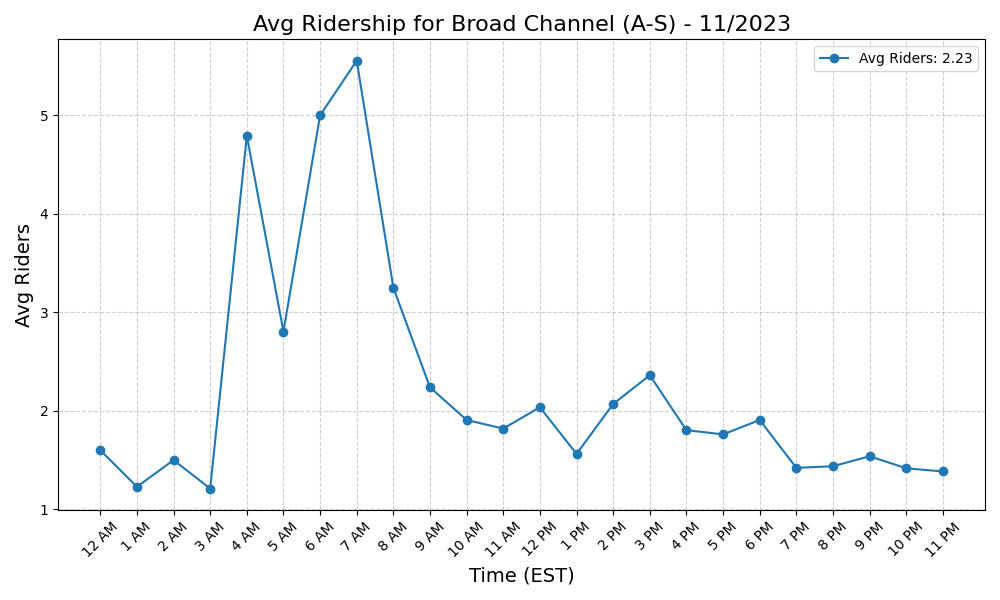 Avg Ridership for Broad Channel (A-S) - 11/2023
Avg Riders: 2.23
Avg Riders
5
4
3
2
1
12 AM
1 AM
2 AM
3 AM
4 AM
5 AM
6 AM
7 AM
8 AM
9 AM
10 AM
11 AM
12 PM
1 PM
2 PM
3 PM
4 PM
5 PM
6 PM
7 PM
8 PM
9 PM
10 PM
11 PM
Time (EST)